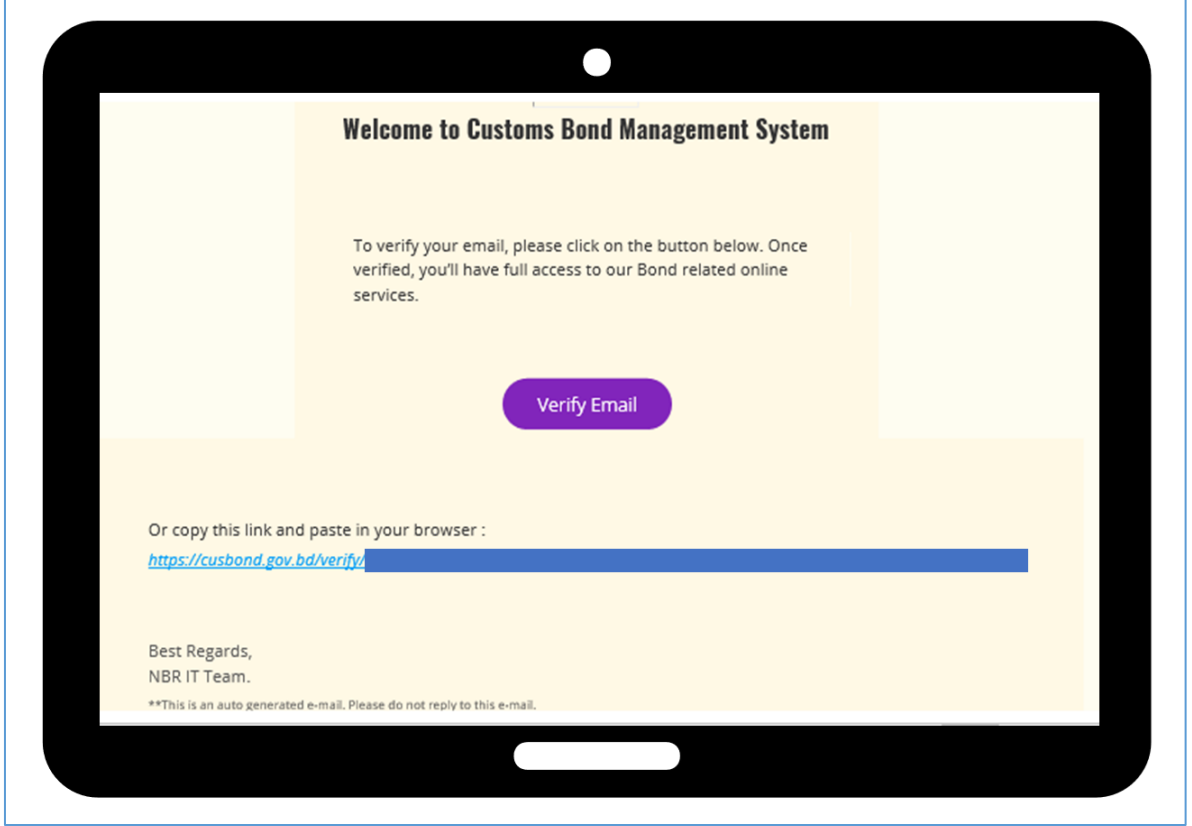 Welcome to Customs Bond Management System
To verify your email, please click on the button below. Once
verified, you'll have full access to our Bond related online
services.
Verify Email
Or copy this link and paste in your browser :
https://cusbond.gov.bd/verify/
Best Regards,
NBR IT Team.
**This is an auto generated e-mail. Please do not reply to this e-mail.